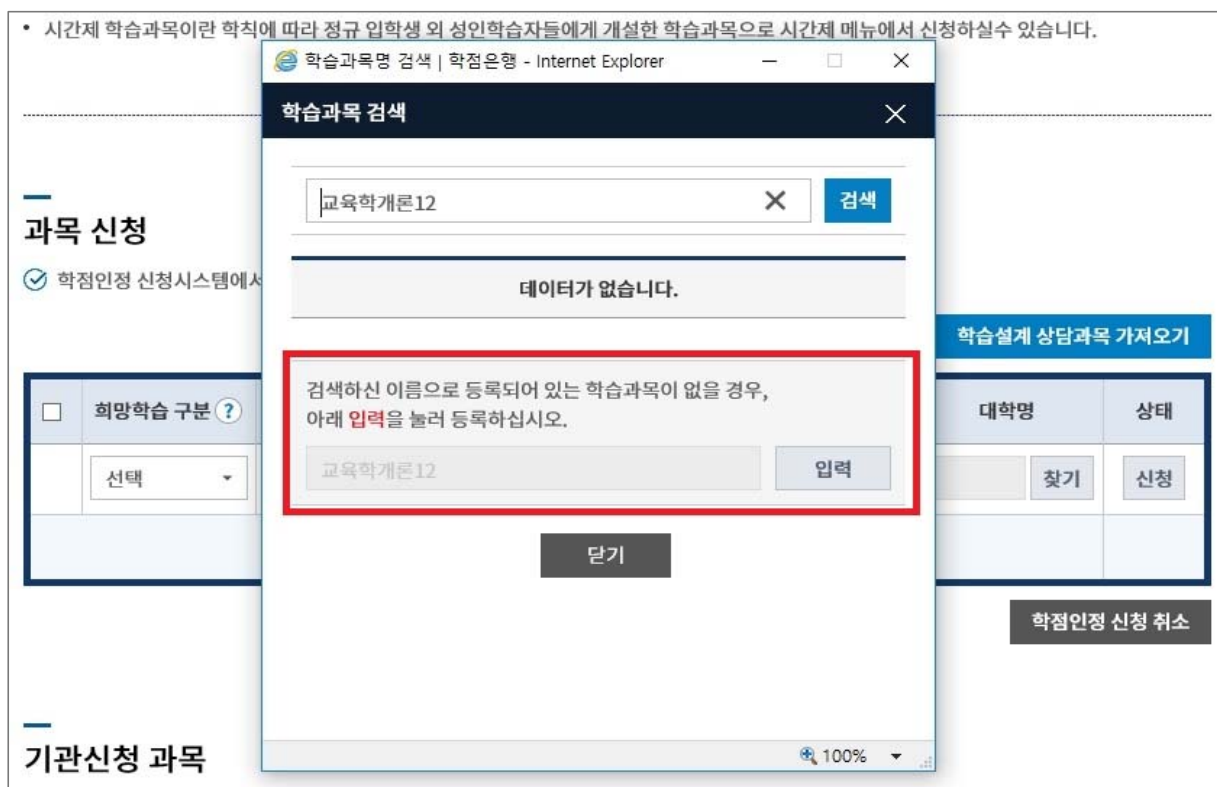 • 시간제 학습과목이란 학칙에 따라 정규 입학생 외 성인학습자들에게 개설한 학습과목으로 시간제 메뉴에서 신청하실수 있습니다.
학습과목명 검색 | 학점은행 - Internet Explorer
학습과목 검색
교육학개론12
검색
데이터가 없습니다.
검색하신 이름으로 등록되어 있는 학습과목이 없을 경우,
아래 입력을 눌러 등록하십시오.
교육학개론12
입력
닫기
100%
과목 신청
학점인정 신청시스템에서
학습설계 상담과목 가져오기
희망학습 구분 ?
대학명
상태
선택
찾기
신청
학점인정 신청 취소
기관신청 과목